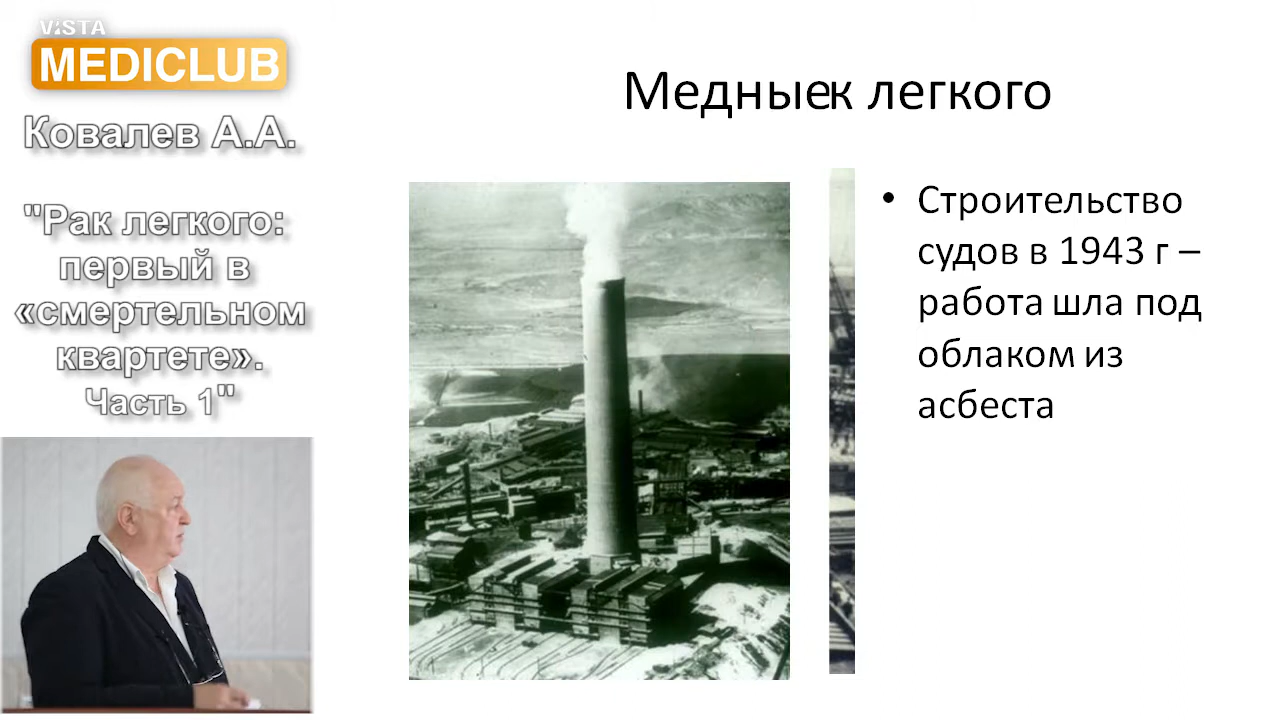 VISTA
MEDICLUB
Ковалев А.А.
"Рак легкого:
первый в
«смертельном
квартете».
Часть 1"
Медныек легкого
• Строительство
судов в 1943 г –
работа шла под
облаком из
асбеста